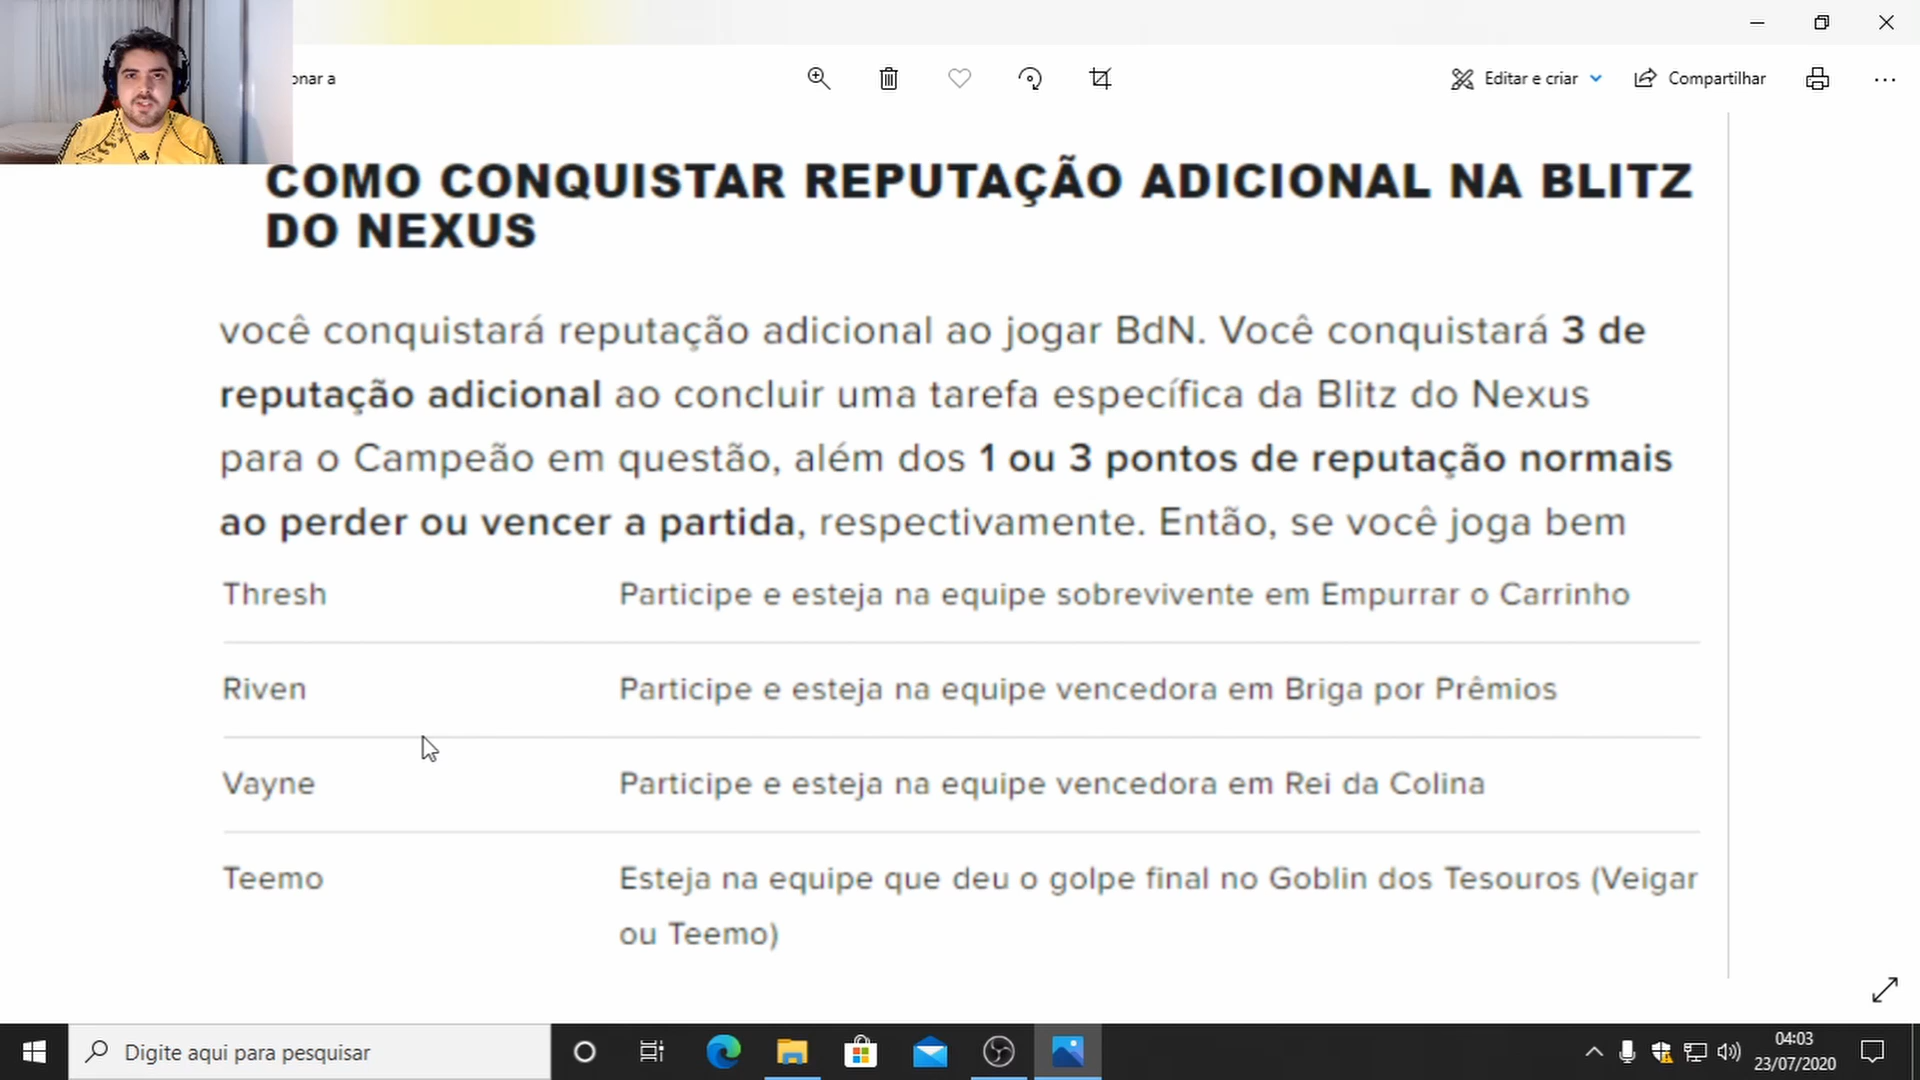 onar a
Editar e criar
Compartilhar
COMO CONQUISTAR REPUTAÇÃO ADICIONAL NA BLITZ
DO NEXUS
você conquistará reputação adicional ao jogar BdN. Você conquistará 3 de
reputação adicional ao concluir uma tarefa específica da Blitz do Nexus
para o Campeão em questão, além dos 1 ou 3 pontos de reputação normais
ao perder ou vencer a partida, respectivamente. Então, se você joga bem
Thresh Participe e esteja na equipe sobrevivente em Empurrar o Carrinho
Riven Participe e esteja na equipe vencedora em Briga por Prêmios
Vayne Participe e esteja na equipe vencedora em Rei da Colina
Teemo Esteja na equipe que deu o golpe final no Goblin dos Tesouros (Veigar
ou Teemo)
Digite aqui para pesquisar
04:03
23/07/2020